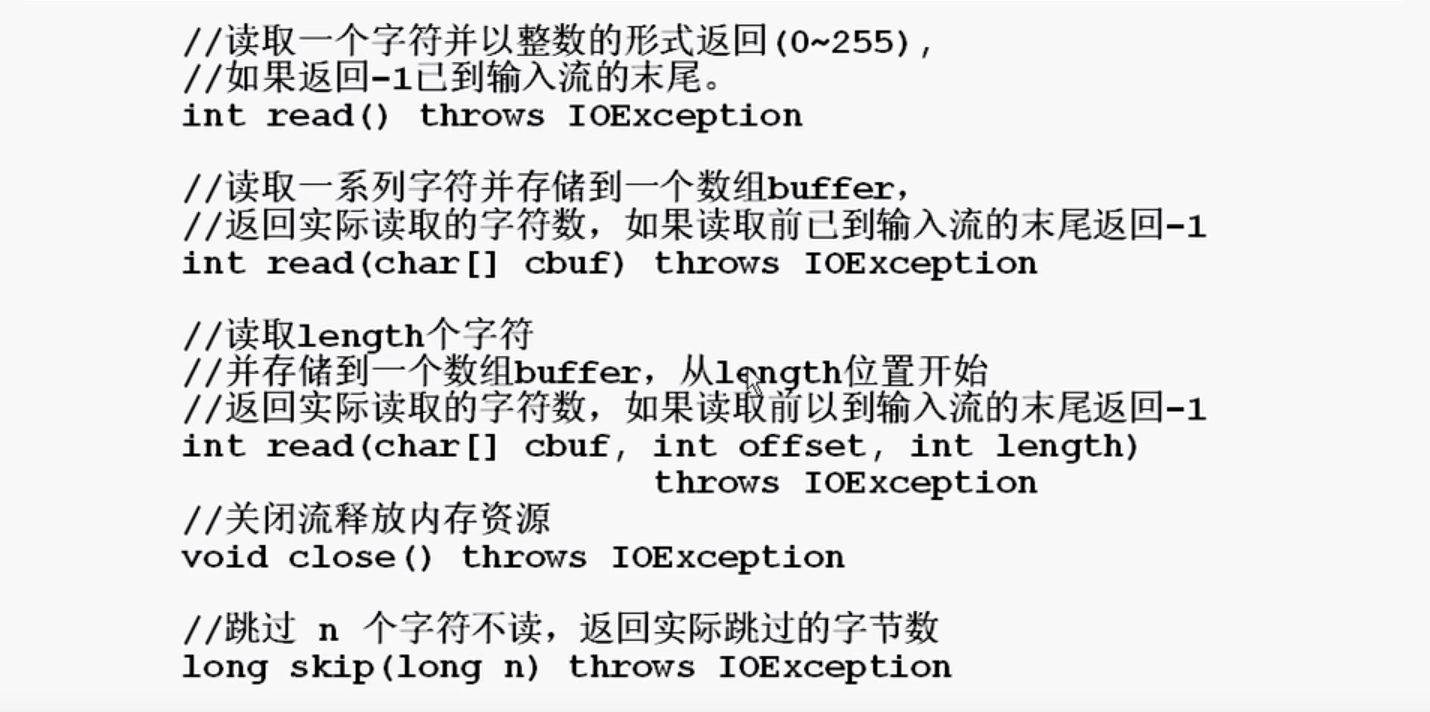 //读取一个字符并以整数的形式返回(0~255),
//如果返回-1已到输入流的末尾。
int read() throws IOException
//读取一系列字符并存储到一个数组buffer，
//返回实际读取的字符数，如果读取前已到输入流的末尾返回-1
int read(char[] cbuf) throws IOException
//读取length个字符
//并存储到一个数组buffer，从length位置开始
//返回实际读取的字符数，如果读取前以到输入流的末尾返回-1
int read(char[] cbuf, int offset, int length)
throws IOException
//关闭流释放内存资源
void close() throws IOException
//跳过 n 个字符不读，返回实际跳过的字节数
long skip(long n) throws IOException